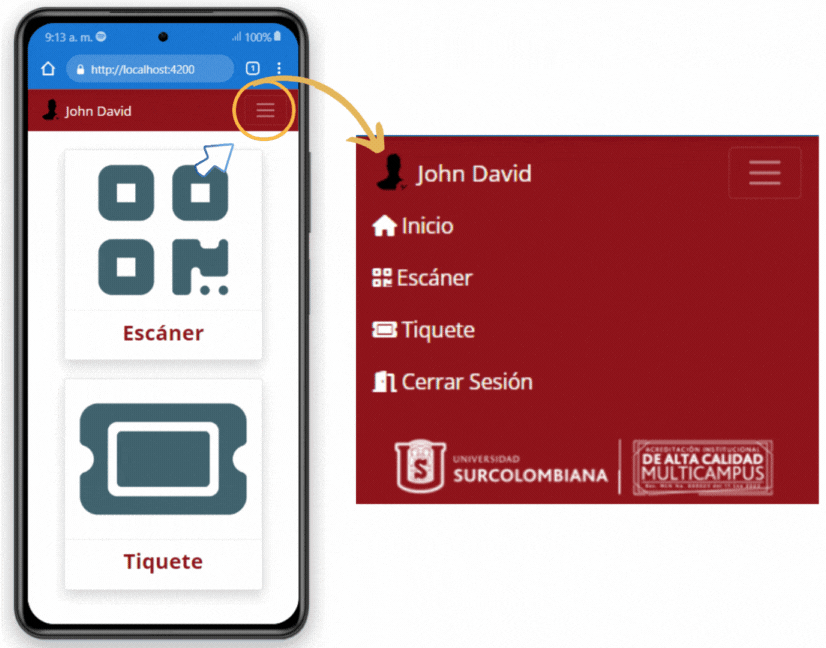 9:13 a. m.
100%
http://localhost:4200
1
John David
Escáner
Tiquete
John David
Inicio
Escáner
Tiquete
Cerrar Sesión
UNIVERSIDAD
SURCOLOMBIANA
ACREDITACIÓN INSTITUCIONAL
DE ALTA CALIDAD
MULTICAMPUS